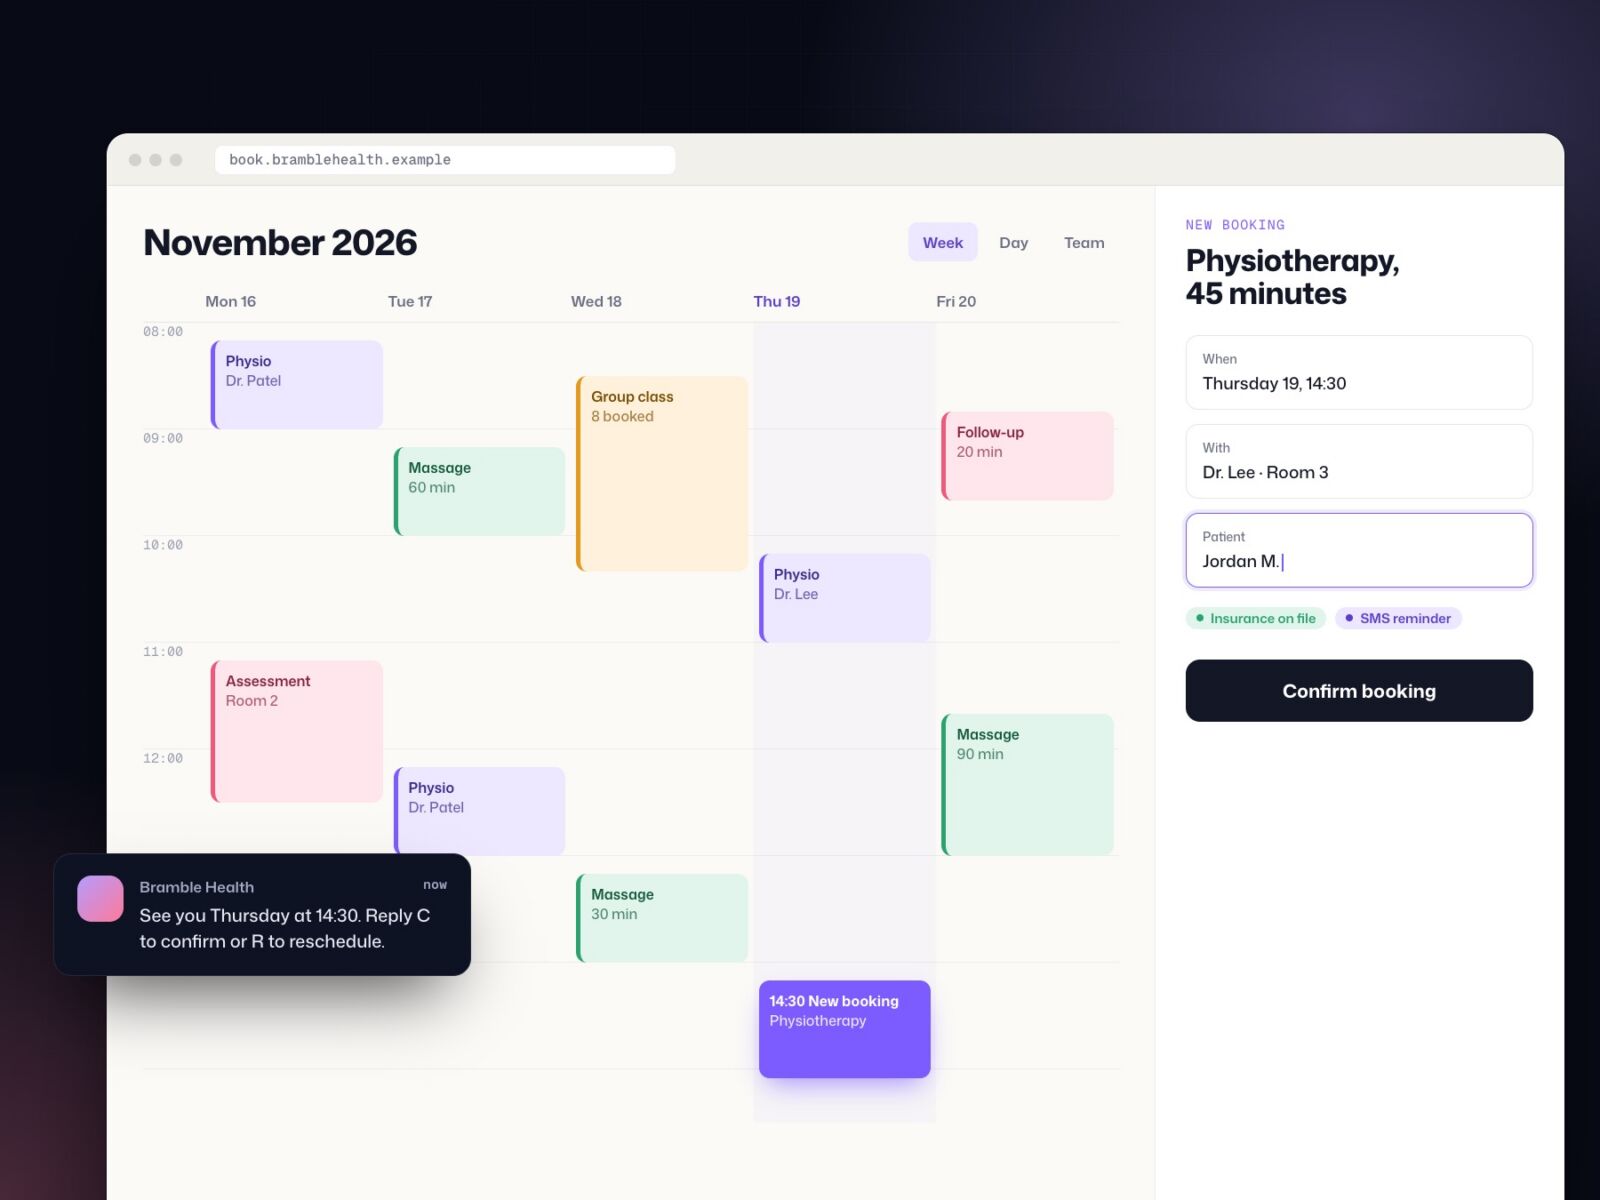 book.bramblehealth.example
November 2026
Week
Day
Team
Mon 16
Tue 17
Wed 18
Thu 19
Fri 20
08:00
09:00
10:00
11:00
12:00
Physio
Dr. Patel
Assessment
Room 2
Massage
60 min
Physio
Dr. Patel
Group class
8 booked
Massage
30 min
Physio
Dr. Lee
14:30 New booking
Physiotherapy
Follow-up
20 min
Massage
90 min
NEW BOOKING
Physiotherapy,
45 minutes
When
Thursday 19, 14:30
With
Dr. Lee · Room 3
Patient
Jordan M.
Insurance on file
SMS reminder
Confirm booking
Bramble Health
now
See you Thursday at 14:30. Reply C
to confirm or R to reschedule.